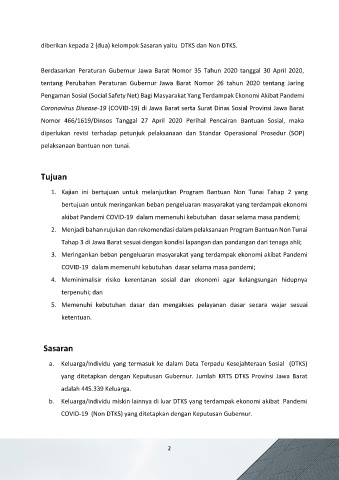 diberikan kepada 2 (dua) kelompok Sasaran yaitu DTKS dan Non DTKS.
Berdasarkan Peraturan Gubernur Jawa Barat Nomor 35 Tahun 2020 tanggal 30 April 2020,
tentang Perubahan Peraturan Gubernur Jawa Barat Nomor 26 tahun 2020 tentang Jaring
Pengaman Sosial (Social Safety Net) Bagi Masyarakat Yang Terdampak Ekonomi Akibat Pandemi
Coronavirus Disease-19 (COVID-19) di Jawa Barat serta Surat Dinas Sosial Provinsi Jawa Barat
Nomor 466/1619/Dinsos Tanggal 27 April 2020 Perihal Pencairan Bantuan Sosial, maka
diperlukan revisi terhadap petunjuk pelaksanaan dan Standar Operasional Prosedur (SOP)
pelaksanaan bantuan non tunai.
Tujuan
1. Kajian ini bertujuan untuk melanjutkan Program Bantuan Non Tunai Tahap 2 yang
bertujuan untuk meringankan beban pengeluaran masyarakat yang terdampak ekonomi
akibat Pandemi COVID-19 dalam memenuhi kebutuhan dasar selama masa pandemi;
2. Menjadi bahan rujukan dan rekomendasi dalam pelaksanaan Program Bantuan Non Tunai
Tahap 3 di Jawa Barat sesuai dengan kondisi lapangan dan pandangan dari tenaga ahli;
3. Meringankan beban pengeluaran masyarakat yang terdampak ekonomi akibat Pandemi
COVID-19 dalam memenuhi kebutuhan dasar selama masa pandemi;
4. Meminimalisir risiko kerentanan sosial dan ekonomi agar kelangsungan hidupnya
terpenuhi; dan
5. Memenuhi kebutuhan dasar dan mengakses pelayanan dasar secara wajar sesuai
ketentuan.
Sasaran
a. Keluarga/Individu yang termasuk ke dalam Data Terpadu Kesejahteraan Sosial (DTKS)
yang ditetapkan dengan Keputusan Gubernur. Jumlah KRTS DTKS Provinsi Jawa Barat
adalah 445.339 Keluarga.
b. Keluarga/Individu miskin lainnya di luar DTKS yang terdampak ekonomi akibat Pandemi
COVID-19 (Non DTKS) yang ditetapkan dengan Keputusan Gubernur.
2